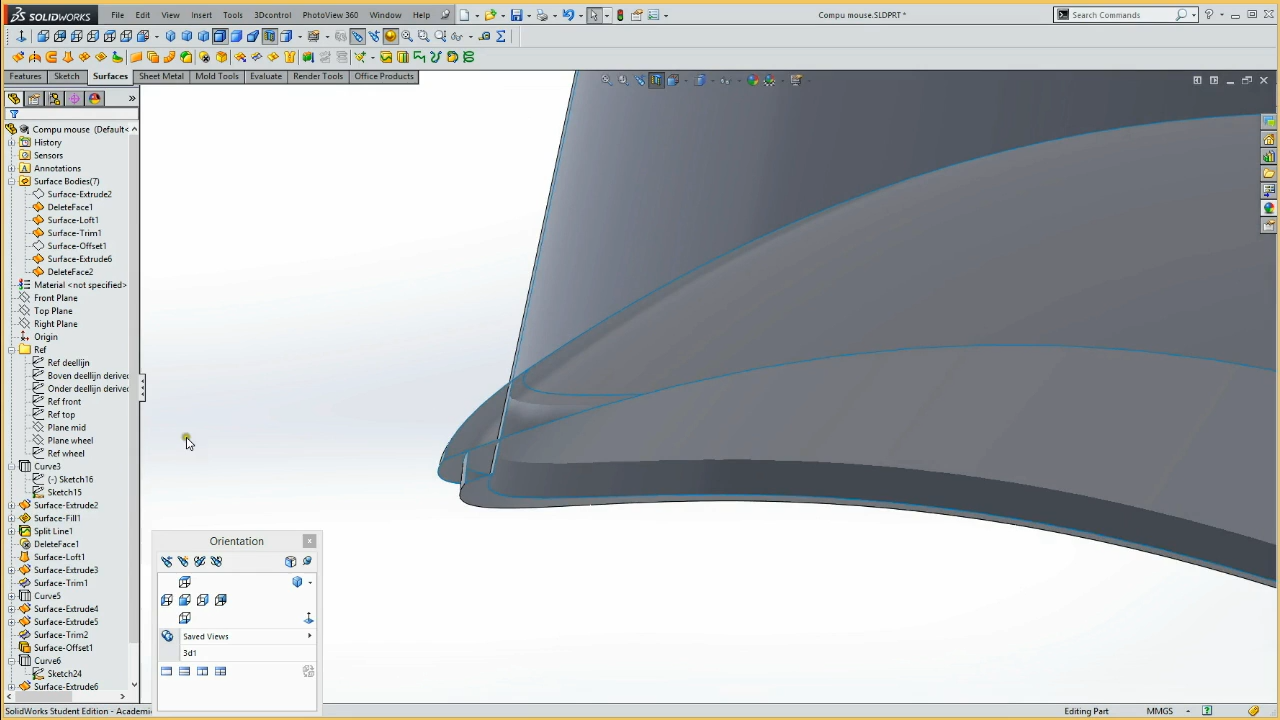 SOLIDWORKS File Edit View Insert Tools 3Dcontrol PhotoView 360 Window Help Compu mouse.SLDPRT * Search Commands
Features Sketch Surfaces Sheet Metal Mold Tools Evaluate Render Tools Office Products
Compu mouse (Default<
History
Sensors
Annotations
Surface Bodies(7)
Surface-Extrude2
DeleteFace1
Surface-Loft1
Surface-Trim1
Surface-Offset1
Surface-Extrude6
DeleteFace2
Material <not specified>
Front Plane
Top Plane
Right Plane
Origin
Ref
Ref deellijn
Boven deellijn derive
Onder deellijn derive
Ref front
Ref top
Plane mid
Plane wheel
Ref wheel
Curve3
(-) Sketch16
Sketch15
Surface-Extrude2
Surface-Fill1
Split Line1
DeleteFace1
Surface-Loft1
Surface-Extrude3
Surface-Trim1
Curve5
Surface-Extrude4
Surface-Extrude5
Surface-Trim2
Surface-Offset1
Curve6
Sketch24
Surface-Extrude6
Orientation
Saved Views
3d1
SolidWorks Student Edition - Academic Editing Part MMGS